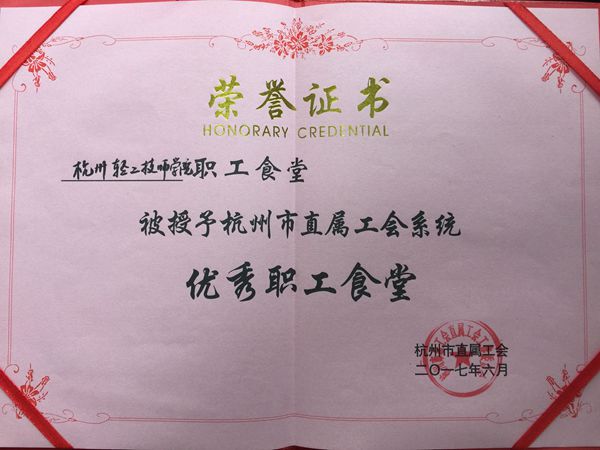 荣誉证书
HONORARY CREDENTIAL
杭州轻工技师学院职工食堂
被授予杭州市直属工会系统
优秀职工食堂
杭州市直属工会
二〇一七年六月